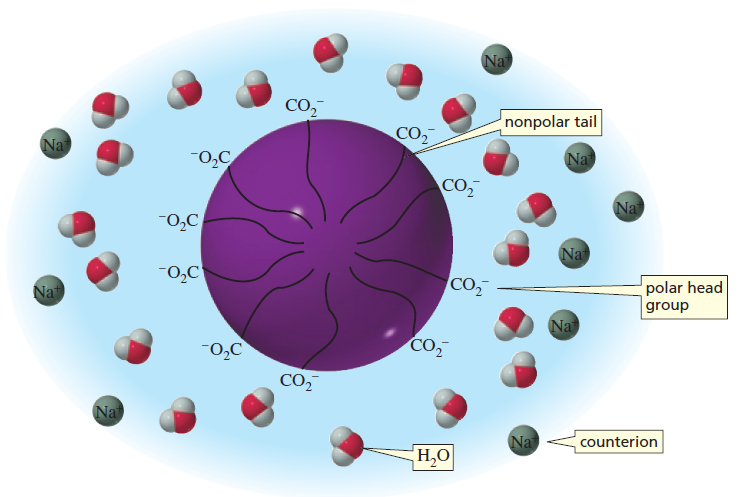 Na⁺
CO₂⁻
nonpolar tail
CO₂⁻
Na⁺
⁻O₂C
Na⁺
CO₂⁻
Na⁺
⁻O₂C
Na⁺
⁻O₂C
CO₂⁻
Na⁺
polar head
group
Na⁺
⁻O₂C
CO₂⁻
CO₂⁻
Na⁺
Na⁺
counterion
H₂O